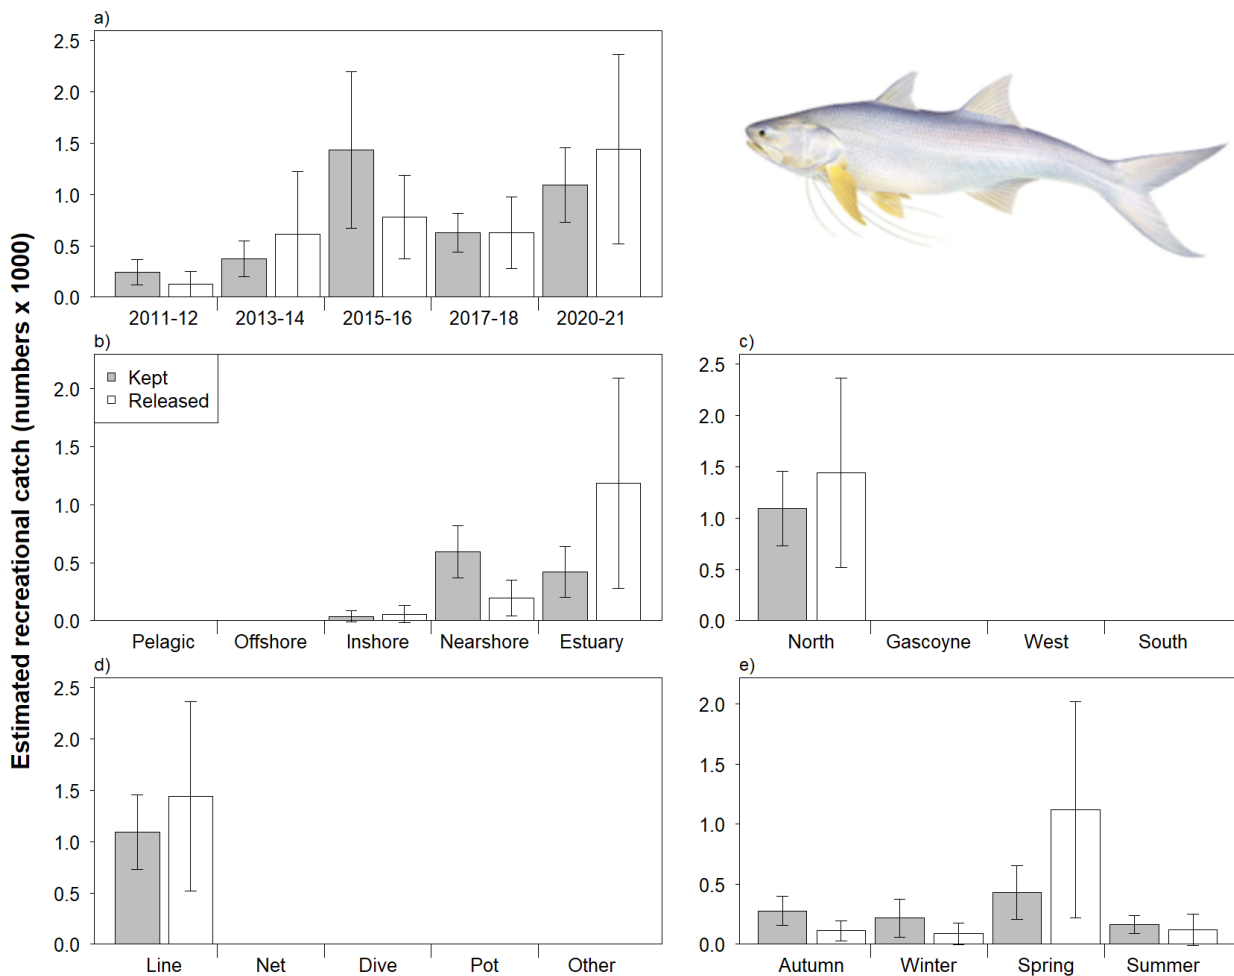 Estimated recreational catch (numbers x 1000)
a)
2.5
2.0
1.5
1.0
0.5
0.0
2011-12 2013-14 2015-16 2017-18 2020-21
b)
Kept
Released
2.0
1.5
1.0
0.5
0.0
Pelagic Offshore Inshore Nearshore Estuary
c)
2.5
2.0
1.5
1.0
0.5
0.0
North Gascoyne West South
d)
2.5
2.0
1.5
1.0
0.5
0.0
Line Net Dive Pot Other
e)
2.0
1.5
1.0
0.5
0.0
Autumn Winter Spring Summer